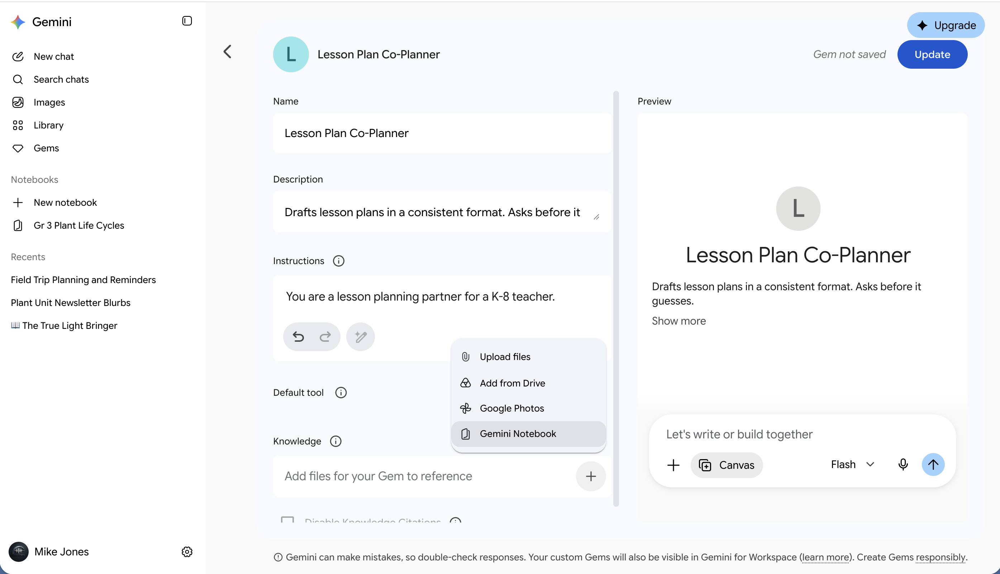 Gemini
New chat
Search chats
Images
Library
Gems
Notebooks
New notebook
Gr 3 Plant Life Cycles
Recents
Field Trip Planning and Reminders
Plant Unit Newsletter Blurbs
📖 The True Light Bringer
Mike Jones
Upgrade
L
Lesson Plan Co-Planner
Gem not saved
Update
Name
Lesson Plan Co-Planner
Description
Drafts lesson plans in a consistent format. Asks before it
Instructions
You are a lesson planning partner for a K-8 teacher.
Default tool
Upload files
Add from Drive
Google Photos
Gemini Notebook
Knowledge
Add files for your Gem to reference
Disable Knowledge Citations
Preview
L
Lesson Plan Co-Planner
Drafts lesson plans in a consistent format. Asks before it
guesses.
Show more
Let's write or build together
Canvas
Flash
Gemini can make mistakes, so double-check responses. Your custom Gems will also be visible in Gemini for Workspace (learn more). Create Gems responsibly.